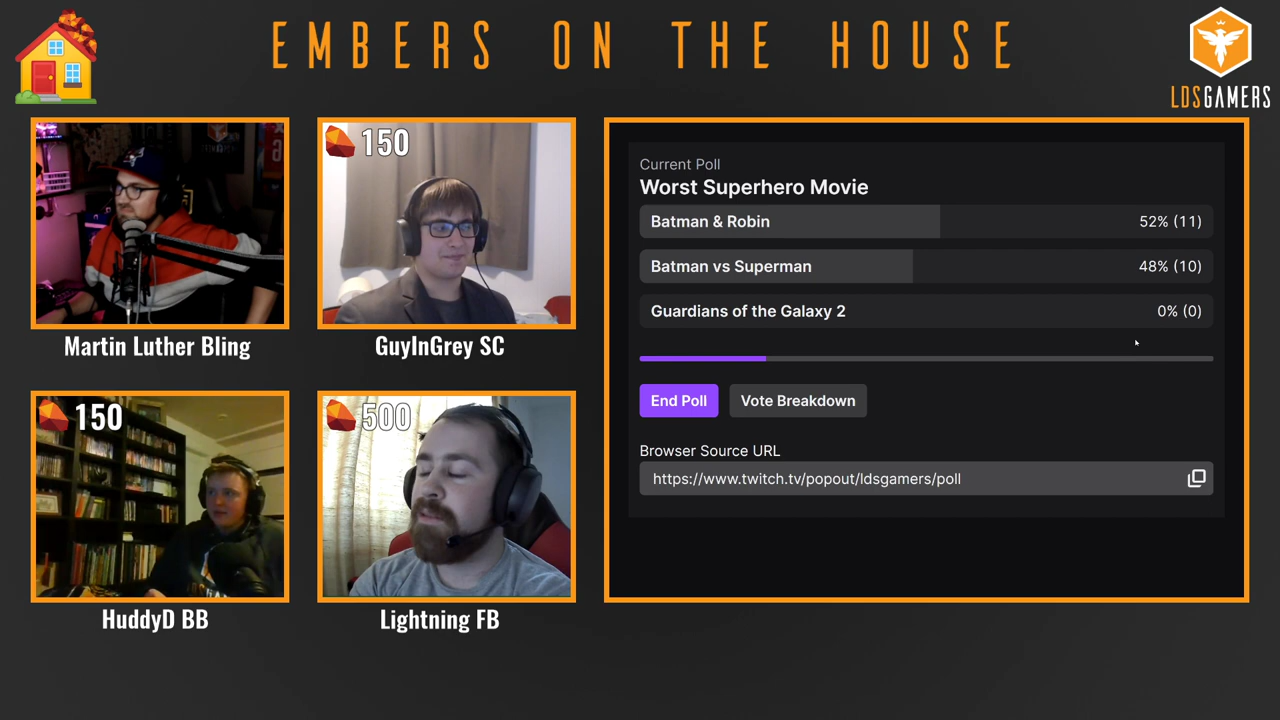 EMBERS ON THE HOUSE
LDSGAMERS
150
Martin Luther Bling
GuyInGrey SC
150
HuddyD BB
500
Lightning FB
Current Poll
Worst Superhero Movie
Batman & Robin 52% (11)
Batman vs Superman 48% (10)
Guardians of the Galaxy 2 0% (0)
End Poll Vote Breakdown
Browser Source URL
https://www.twitch.tv/popout/ldsgamers/poll